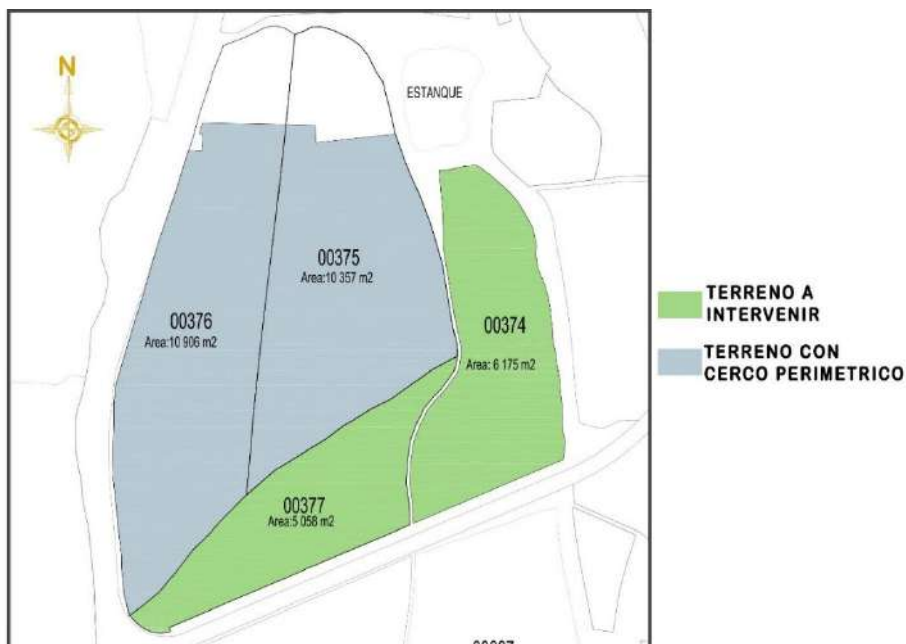 N
ESTANQUE
00375
Area:10 357 m2
00376
Area:10 906 m2
00374
Area: 6 175 m2
00377
Area:5 058 m2
TERRENO A
INTERVENIR
TERRENO CON
CERCO PERIMETRICO